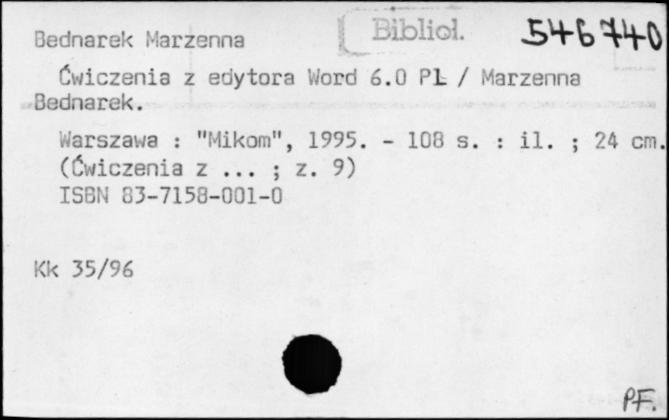 Bibliol. 546740
Bednarek Marzenna
Ćwiczenia z edytora Word 6.0 PL / Marzenna
Bednarek.
Warszawa : "Mikom", 1995. - 108 s. : il. ; 24 cm.
(Ćwiczenia z ... ; z. 9)
ISBN 83-7158-001-0
Kk 35/96
PF.